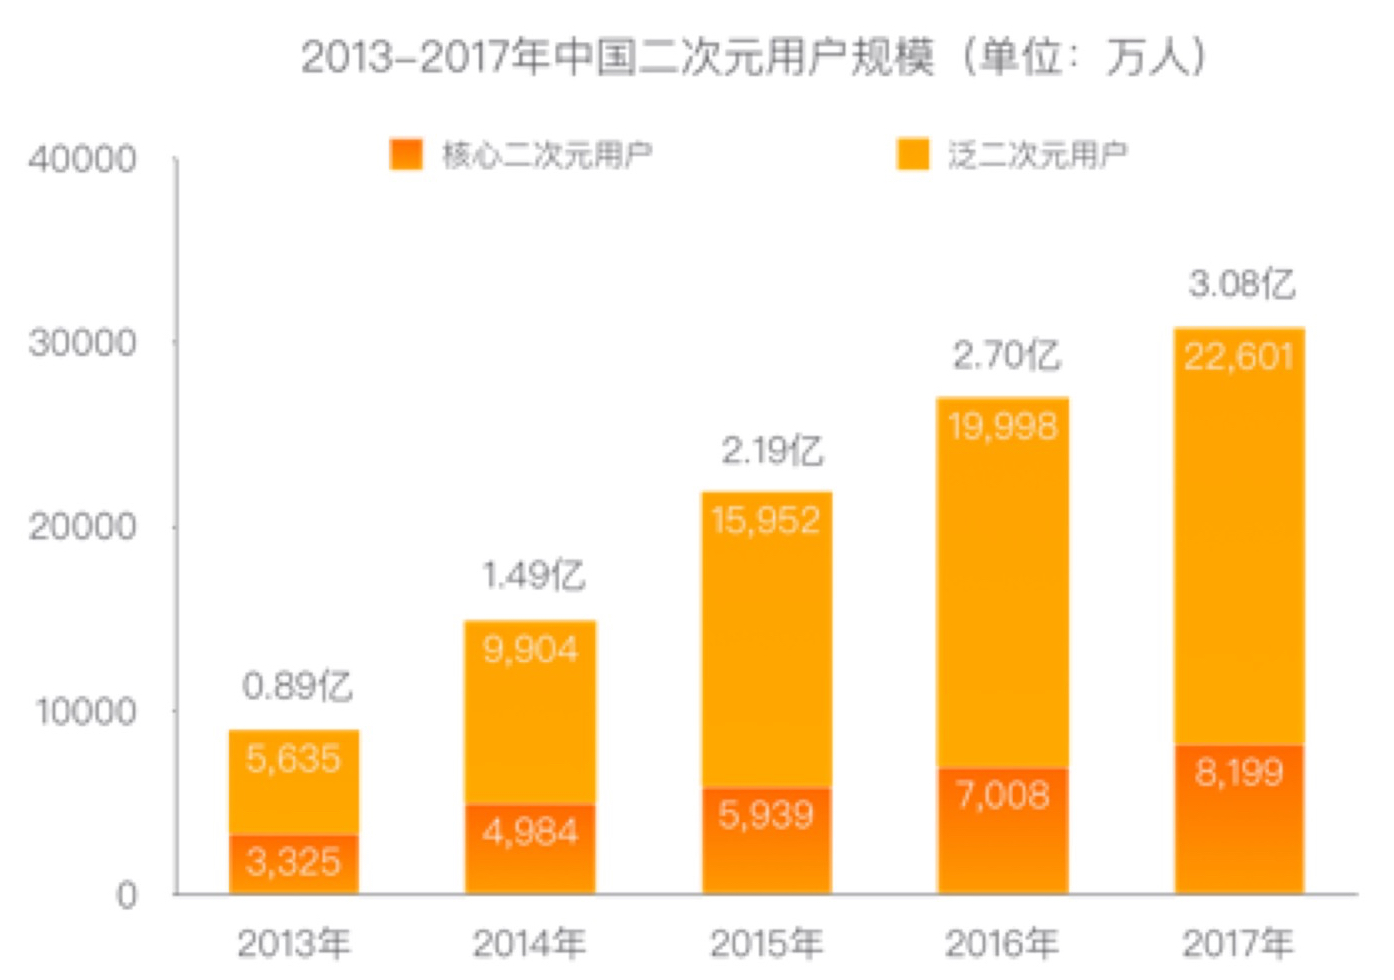 2013-2017年中国二次元用户规模（单位：万人）
核心二次元用户 泛二次元用户
40000
30000
20000
10000
0
0.89亿
5,635
3,325
1.49亿
9,904
4,984
2.19亿
15,952
5,939
2.70亿
19,998
7,008
3.08亿
22,601
8,199
2013年 2014年 2015年 2016年 2017年